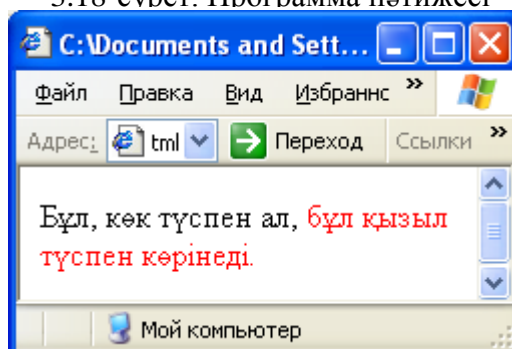 C:\Documents and Sett...
Файл Правка Вид Избраннс »
Адрес: tml Переход Ссылки »
Бұл, көк түспен ал, бұл қызыл
түспен көрінеді.
Мой компьютер